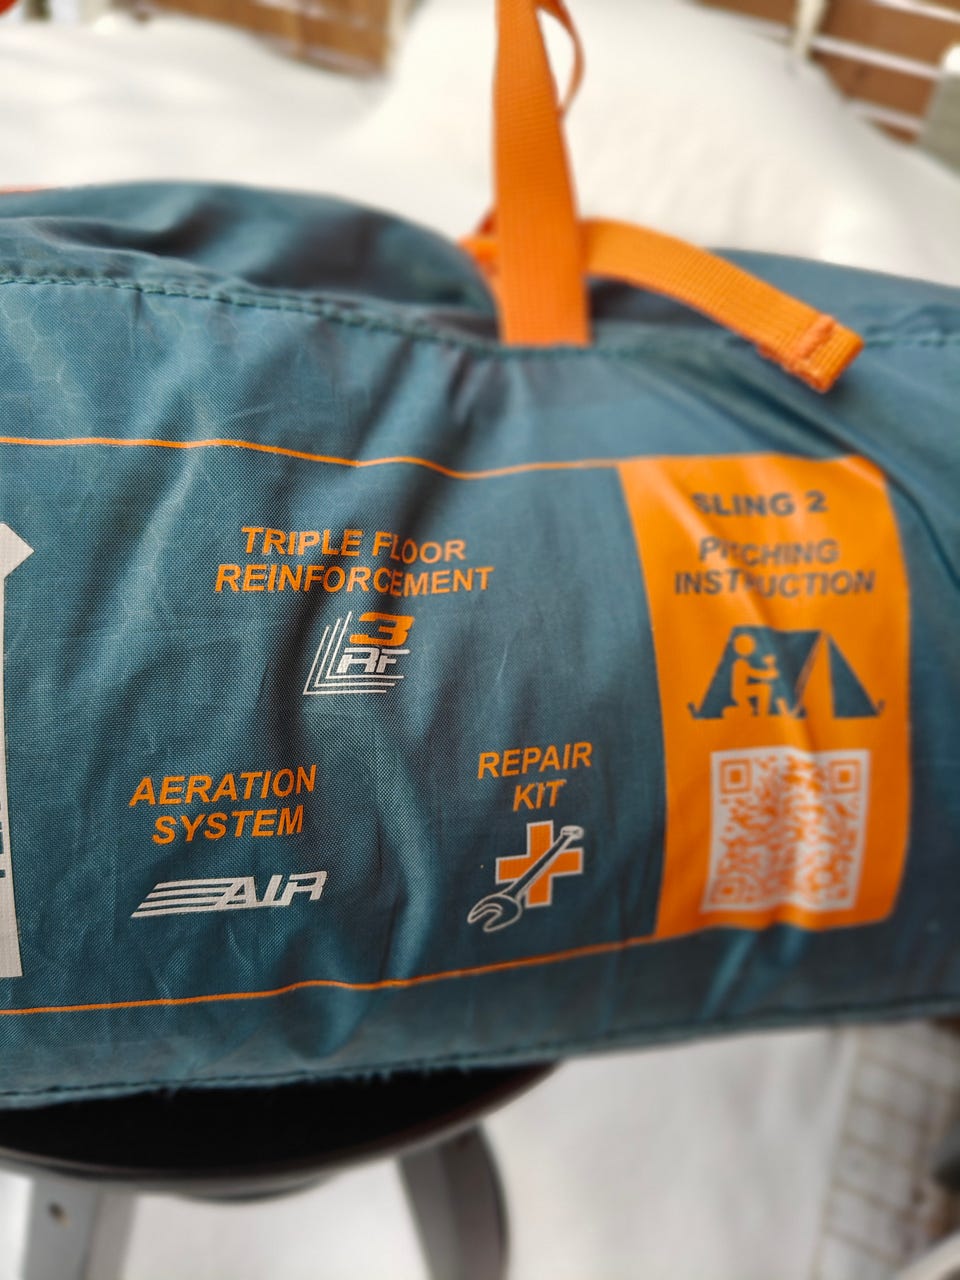 TRIPLE FLOOR
REINFORCEMENT
3
RF
AERATION
SYSTEM
AIR
REPAIR
KIT
SLING 2
PITCHING
INSTRUCTION